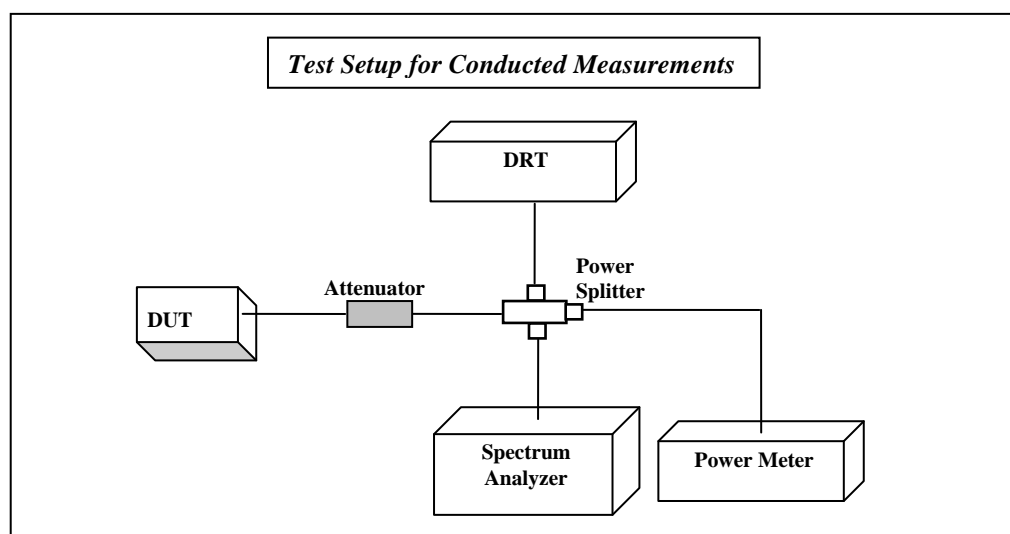 Test Setup for Conducted Measurements
DRT
Power
Splitter
Attenuator
DUT
Spectrum
Analyzer
Power Meter